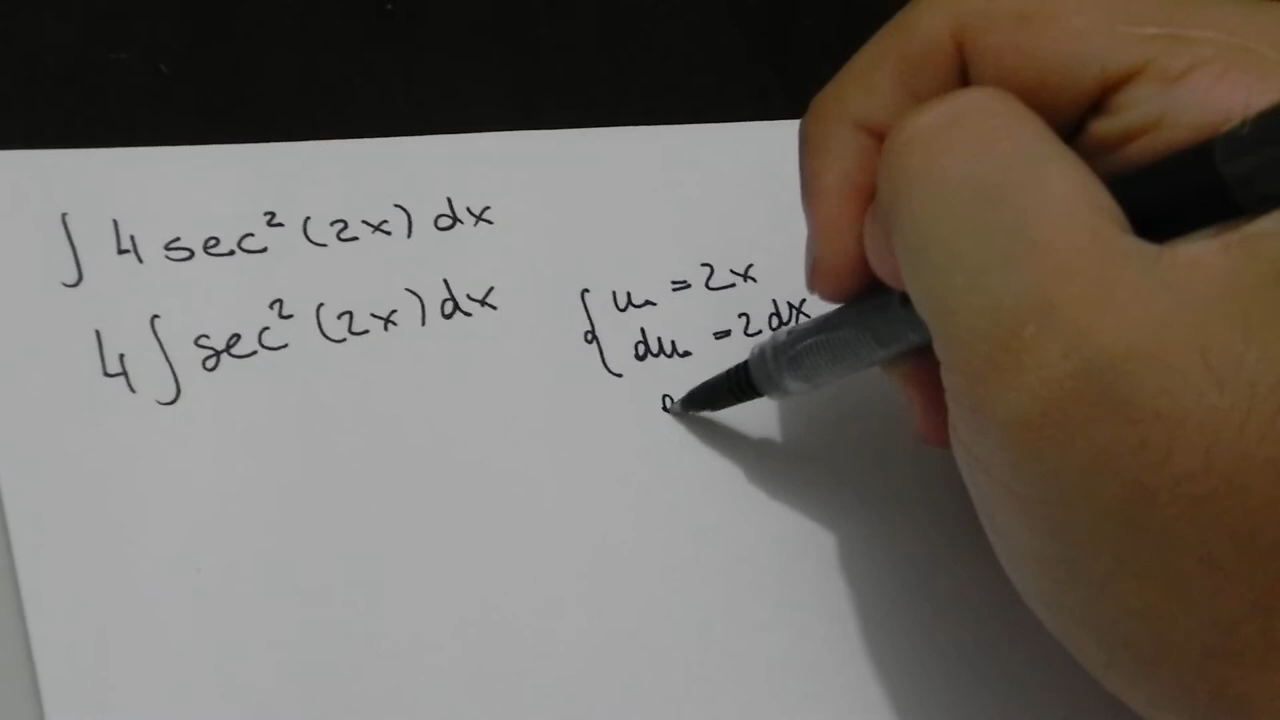 ∫ 4 sec² (2x) dx
4 ∫ sec² (2x) dx
{ u = 2x
du = 2dx